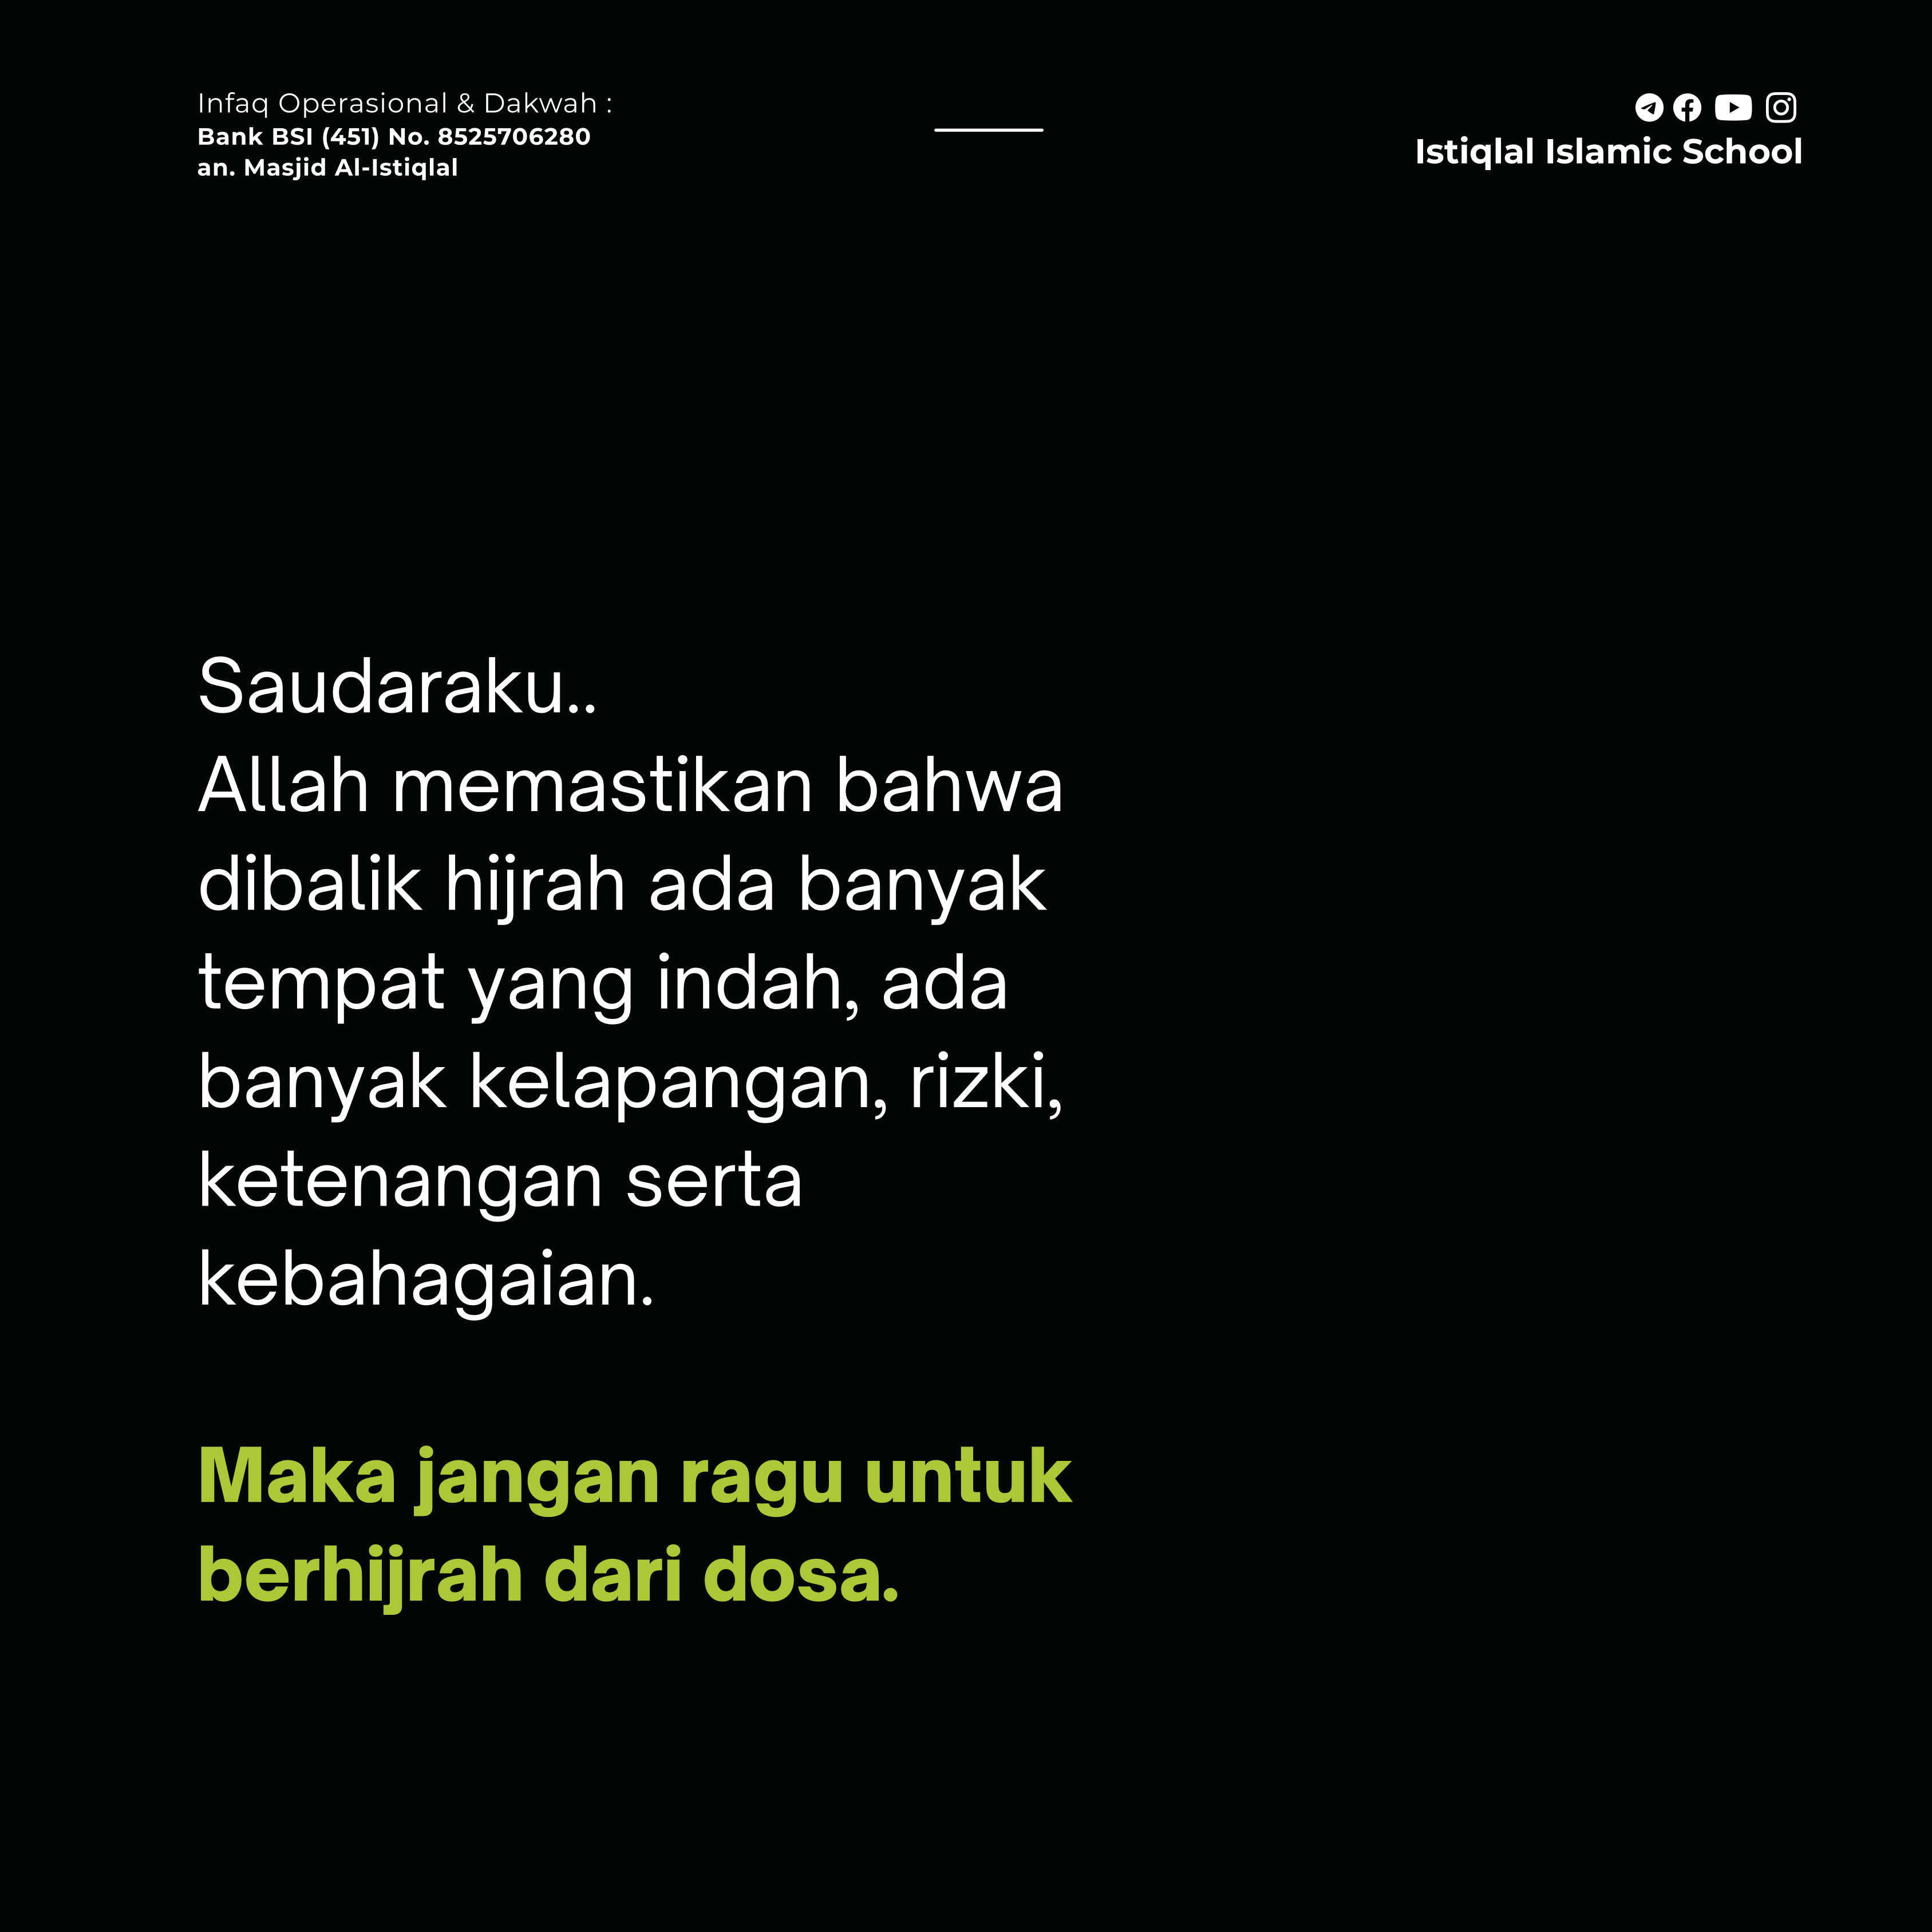 Infaq Operasional & Dakwah :
Bank BSI (451) No. 8525706280
an. Masjid Al-Istiqlal
Istiqlal Islamic School
Saudaraku..
Allah memastikan bahwa
dibalik hijrah ada banyak
tempat yang indah, ada
banyak kelapangan, rizki,
ketenangan serta
kebahagaian.
Maka jangan ragu untuk
berhijrah dari dosa.